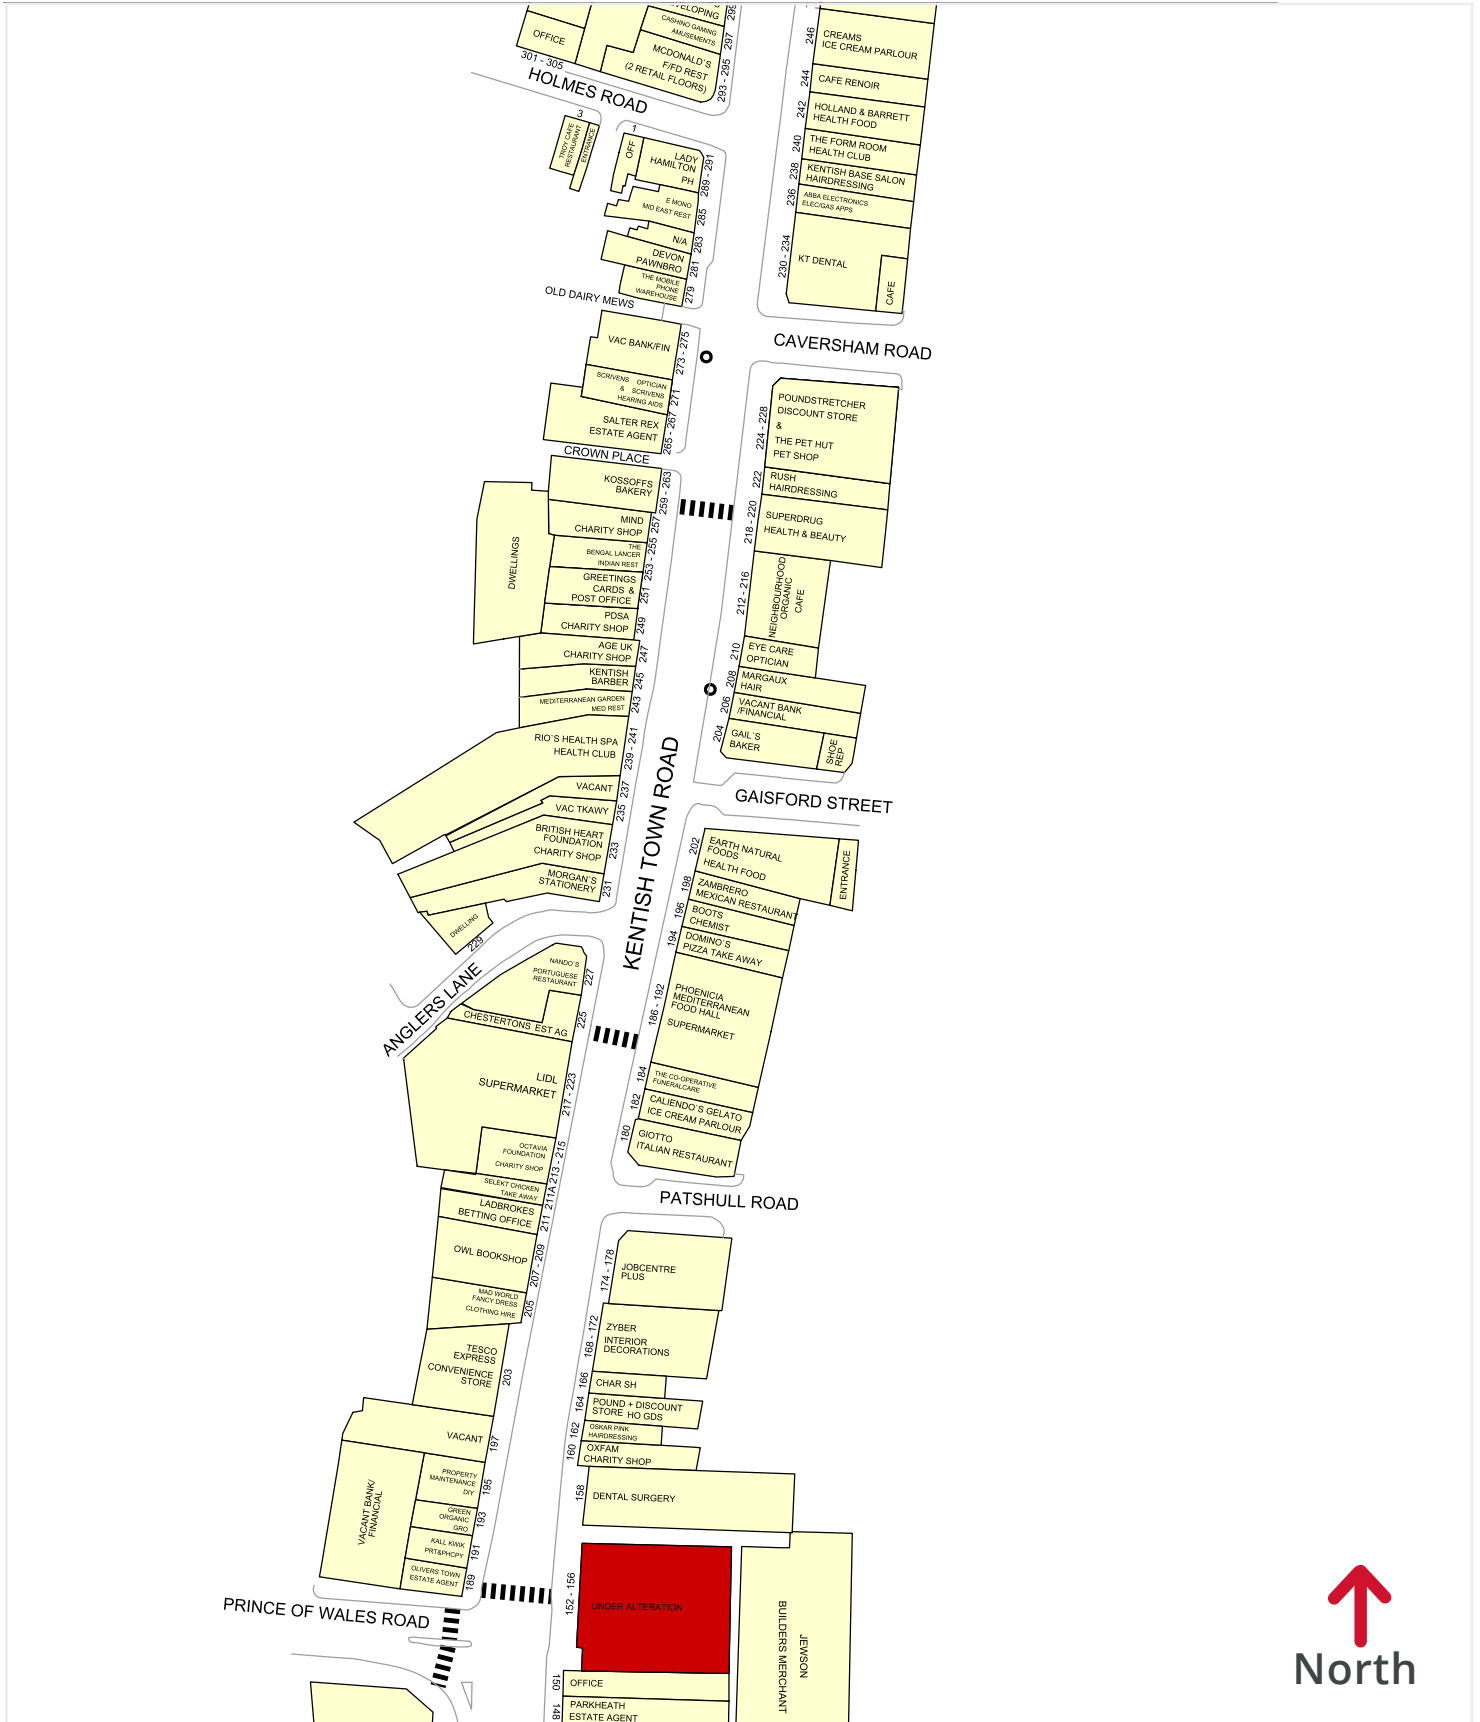 VELOPING
299
CASHINO GAMING
AMUSEMENTS
297
OFFICE
301 - 305
MCDONALD`S
F/FD REST
(2 RETAIL FLOORS)
293 - 295
HOLMES ROAD
3
TROY CAFE
RESTAURANT
ENTRANCE
1
OFF
LADY
HAMILTON
PH
289 - 291
E MONO
MID EAST REST
285
N/A
283
DEVON
PAWNBRO
281
THE MOBILE
PHONE
WAREHOUSE
279
OLD DAIRY MEWS
VAC BANK/FIN
273 - 275
SCRIVENS OPTICIAN
& SCRIVENS
HEARING AIDS
271
SALTER REX
ESTATE AGENT
265 - 267
CROWN PLACE
KOSSOFFS
BAKERY
259 - 263
MIND
CHARITY SHOP
257
DWELLINGS
THE
BENGAL LANCER
INDIAN REST
253 - 255
GREETINGS
CARDS &
POST OFFICE
251
PDSA
CHARITY SHOP
249
AGE UK
CHARITY SHOP
247
KENTISH
BARBER
245
MEDITERRANEAN GARDEN
MED REST
243
RIO`S HEALTH SPA
HEALTH CLUB
239 - 241
VACANT
237
VAC TKAWY
235
BRITISH HEART
FOUNDATION
CHARITY SHOP
233
MORGAN`S
STATIONERY
231
DWELLING
229
ANGLERS LANE
NANDO`S
PORTUGUESE
RESTAURANT
227
CHESTERTONS EST AG
225
LIDL
SUPERMARKET
217 - 223
OCTAVIA
FOUNDATION
CHARITY SHOP
213 - 215
SELEKT CHICKEN
TAKE AWAY
211A
LADBROKES
BETTING OFFICE
211
OWL BOOKSHOP
207 - 209
MAD WORLD
FANCY DRESS
CLOTHING HIRE
205
TESCO
EXPRESS
CONVENIENCE
STORE
203
VACANT
197
VACANT BANK/
FINANCIAL
PROPERTY
MAINTENANCE
DIY
195
GREEN
ORGANIC
GRO
193
KALL KWIK
PRT&PHCPY
191
OLIVERS TOWN
ESTATE AGENT
189
PRINCE OF WALES ROAD
KENTISH TOWN ROAD
246
CREAMS
ICE CREAM PARLOUR
244
CAFE RENOIR
242
HOLLAND & BARRETT
HEALTH FOOD
240
THE FORM ROOM
HEALTH CLUB
238
KENTISH BASE SALON
HAIRDRESSING
236
ABBA ELECTRONICS
ELEC/GAS APPS
230 - 234
KT DENTAL
CAFE
CAVERSHAM ROAD
224 - 228
POUNDSTRETCHER
DISCOUNT STORE
&
THE PET HUT
PET SHOP
222
RUSH
HAIRDRESSING
218 - 220
SUPERDRUG
HEALTH & BEAUTY
212 - 216
NEIGHBOURHOOD
ORGANIC
CAFE
210
EYE CARE
OPTICIAN
208
MARGAUX
HAIR
206
VACANT BANK
/FINANCIAL
204
GAIL`S
BAKER
SHOE
REP
GAISFORD STREET
202
EARTH NATURAL
FOODS
HEALTH FOOD
ENTRANCE
198
ZAMBRERO
MEXICAN RESTAURANT
196
BOOTS
CHEMIST
194
DOMINO`S
PIZZA TAKE AWAY
186 - 192
PHOENICIA
MEDITERRANEAN
FOOD HALL
SUPERMARKET
184
THE CO-OPERATIVE
FUNERALCARE
182
CALIENDO`S GELATO
ICE CREAM PARLOUR
180
GIOTTO
ITALIAN RESTAURANT
PATSHULL ROAD
174 - 178
JOBCENTRE
PLUS
168 - 172
ZYBER
INTERIOR
DECORATIONS
166
CHAR SH
164
POUND + DISCOUNT
STORE HO GDS
162
OSKAR PINK
HAIRDRESSING
160
OXFAM
CHARITY SHOP
158
DENTAL SURGERY
152 - 156
UNDER ALTERATION
JEWSON
BUILDERS MERCHANT
150
OFFICE
148
PARKHEATH
ESTATE AGENT
North